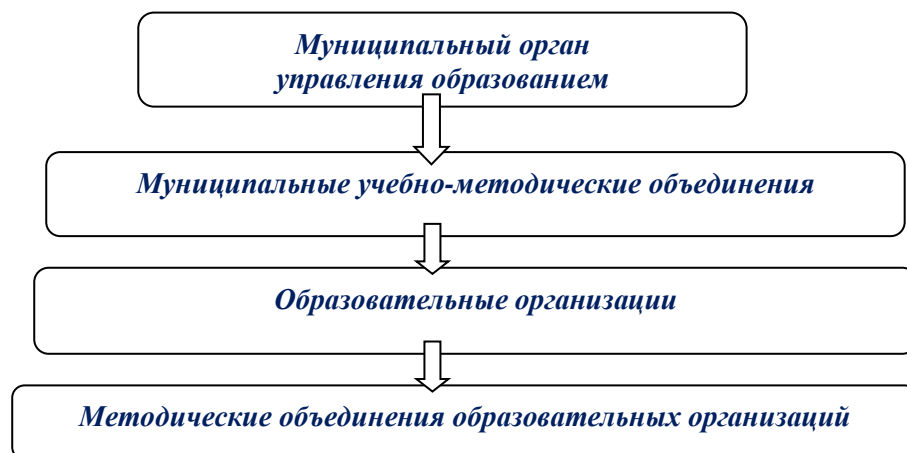 Муниципальный орган
управления образованием
Муниципальные учебно-методические объединения
Образовательные организации
Методические объединения образовательных организаций